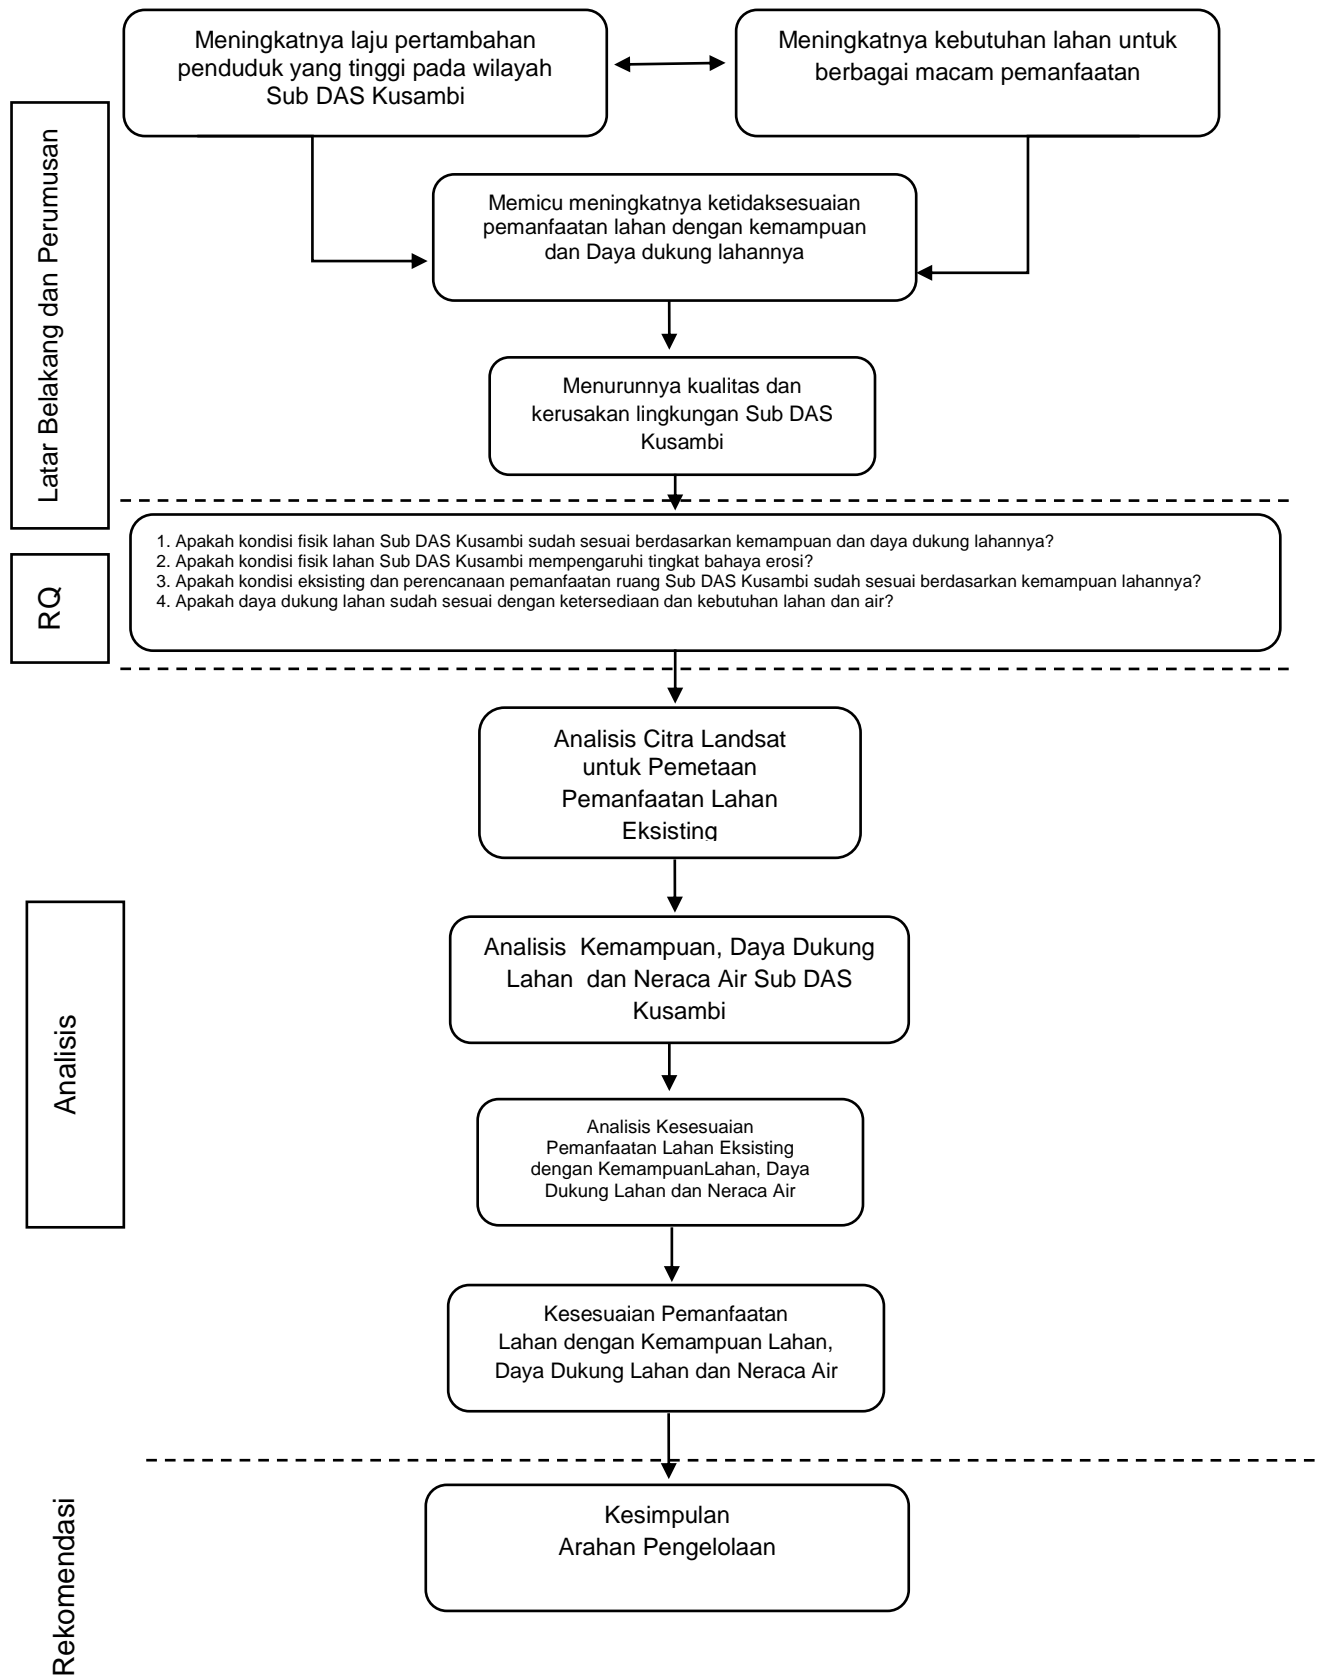 Meningkatnya laju pertambahan
penduduk yang tinggi pada wilayah
Sub DAS Kusambi
Meningkatnya kebutuhan lahan untuk
berbagai macam pemanfaatan
Latar Belakang dan Perumusan
Memicu meningkatnya ketidaksesuaian
pemanfaatan lahan dengan kemampuan
dan Daya dukung lahannya
Menurunnya kualitas dan
kerusakan lingkungan Sub DAS
Kusambi
RQ
1. Apakah kondisi fisik lahan Sub DAS Kusambi sudah sesuai berdasarkan kemampuan dan daya dukung lahannya?
2. Apakah kondisi fisik lahan Sub DAS Kusambi mempengaruhi tingkat bahaya erosi?
3. Apakah kondisi eksisting dan perencanaan pemanfaatan ruang Sub DAS Kusambi sudah sesuai berdasarkan kemampuan lahannya?
4. Apakah daya dukung lahan sudah sesuai dengan ketersediaan dan kebutuhan lahan dan air?
Analisis Citra Landsat
untuk Pemetaan
Pemanfaatan Lahan
Eksisting
Analisis
Analisis Kemampuan, Daya Dukung
Lahan dan Neraca Air Sub DAS
Kusambi
Analisis Kesesuaian
Pemanfaatan Lahan Eksisting
dengan KemampuanLahan, Daya
Dukung Lahan dan Neraca Air
Kesesuaian Pemanfaatan
Lahan dengan Kemampuan Lahan,
Daya Dukung Lahan dan Neraca Air
Rekomendasi
Kesimpulan
Arahan Pengelolaan